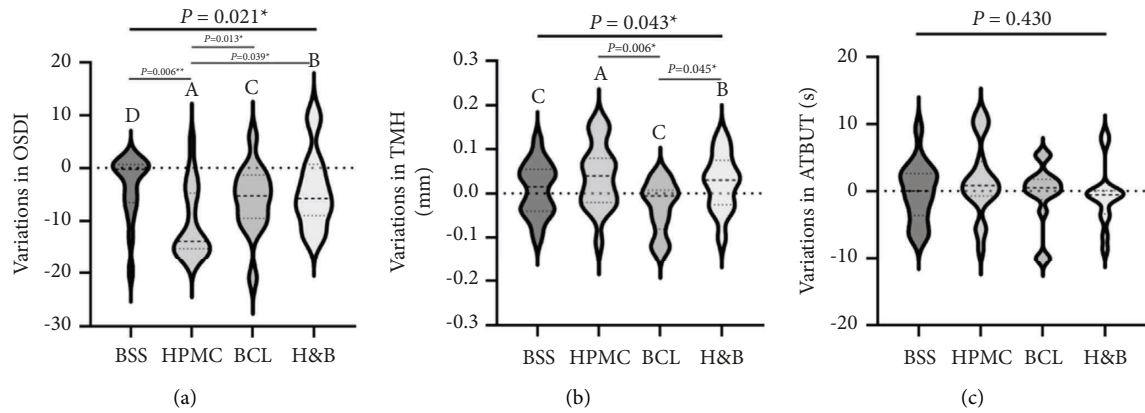 P = 0.021*
P=0.013*
P=0.039*
P=0.006**
D
A
C
B
20
10
0
-10
-20
-30
Variations in OSDI
BSS HPMC BCL H&B
(a)
P = 0.043*
P=0.006*
P=0.045*
C
A
C
B
0.3
0.2
0.1
0.0
-0.1
-0.2
-0.3
Variations in TMH
(mm)
BSS HPMC BCL H&B
(b)
P = 0.430
20
10
0
-10
-20
Variations in ATBUT (s)
BSS HPMC BCL H&B
(c)